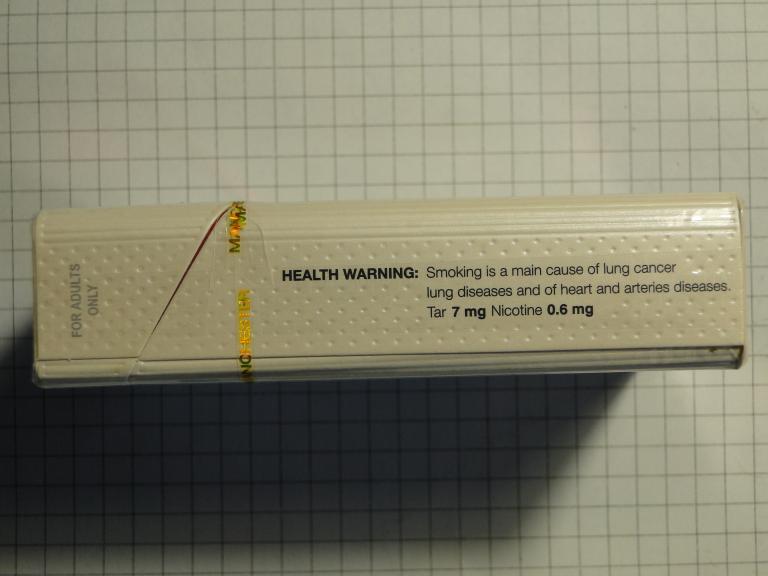 FOR ADULTS
ONLY
HEALTH WARNING: Smoking is a main cause of lung cancer
lung diseases and of heart and arteries diseases.
Tar 7 mg Nicotine 0.6 mg